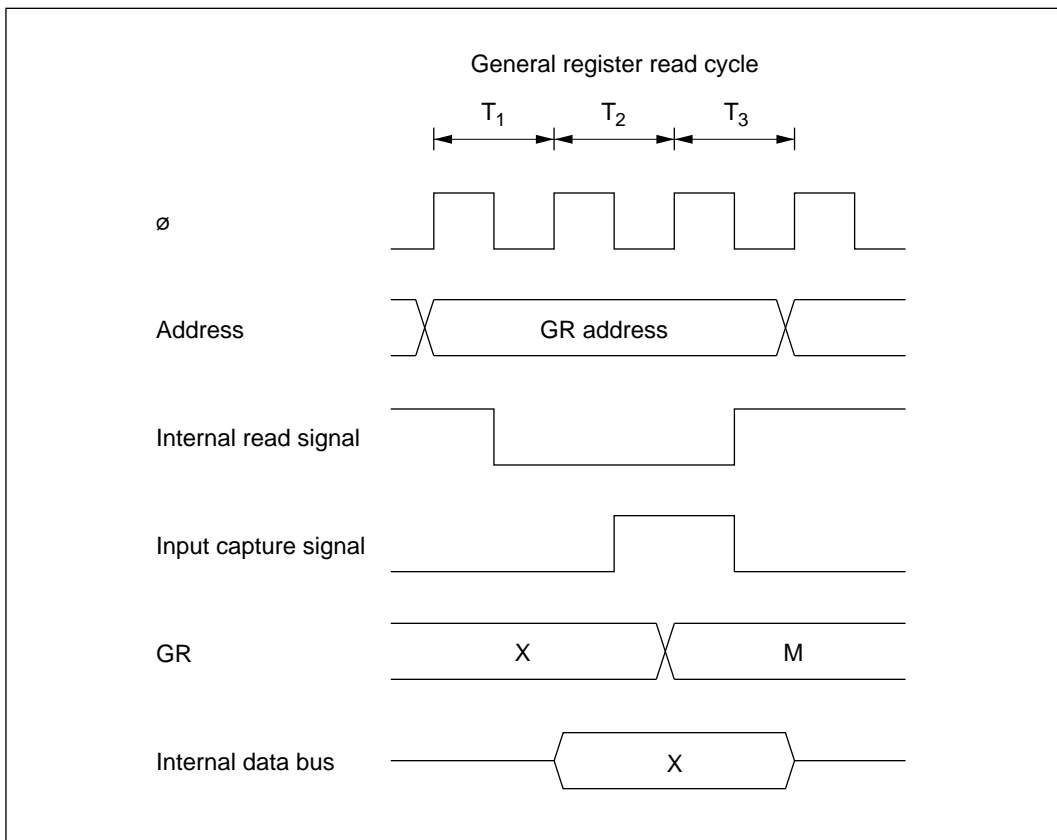 General register read cycle
T1 T2 T3
ø
Address GR address
Internal read signal
Input capture signal
GR X M
Internal data bus X